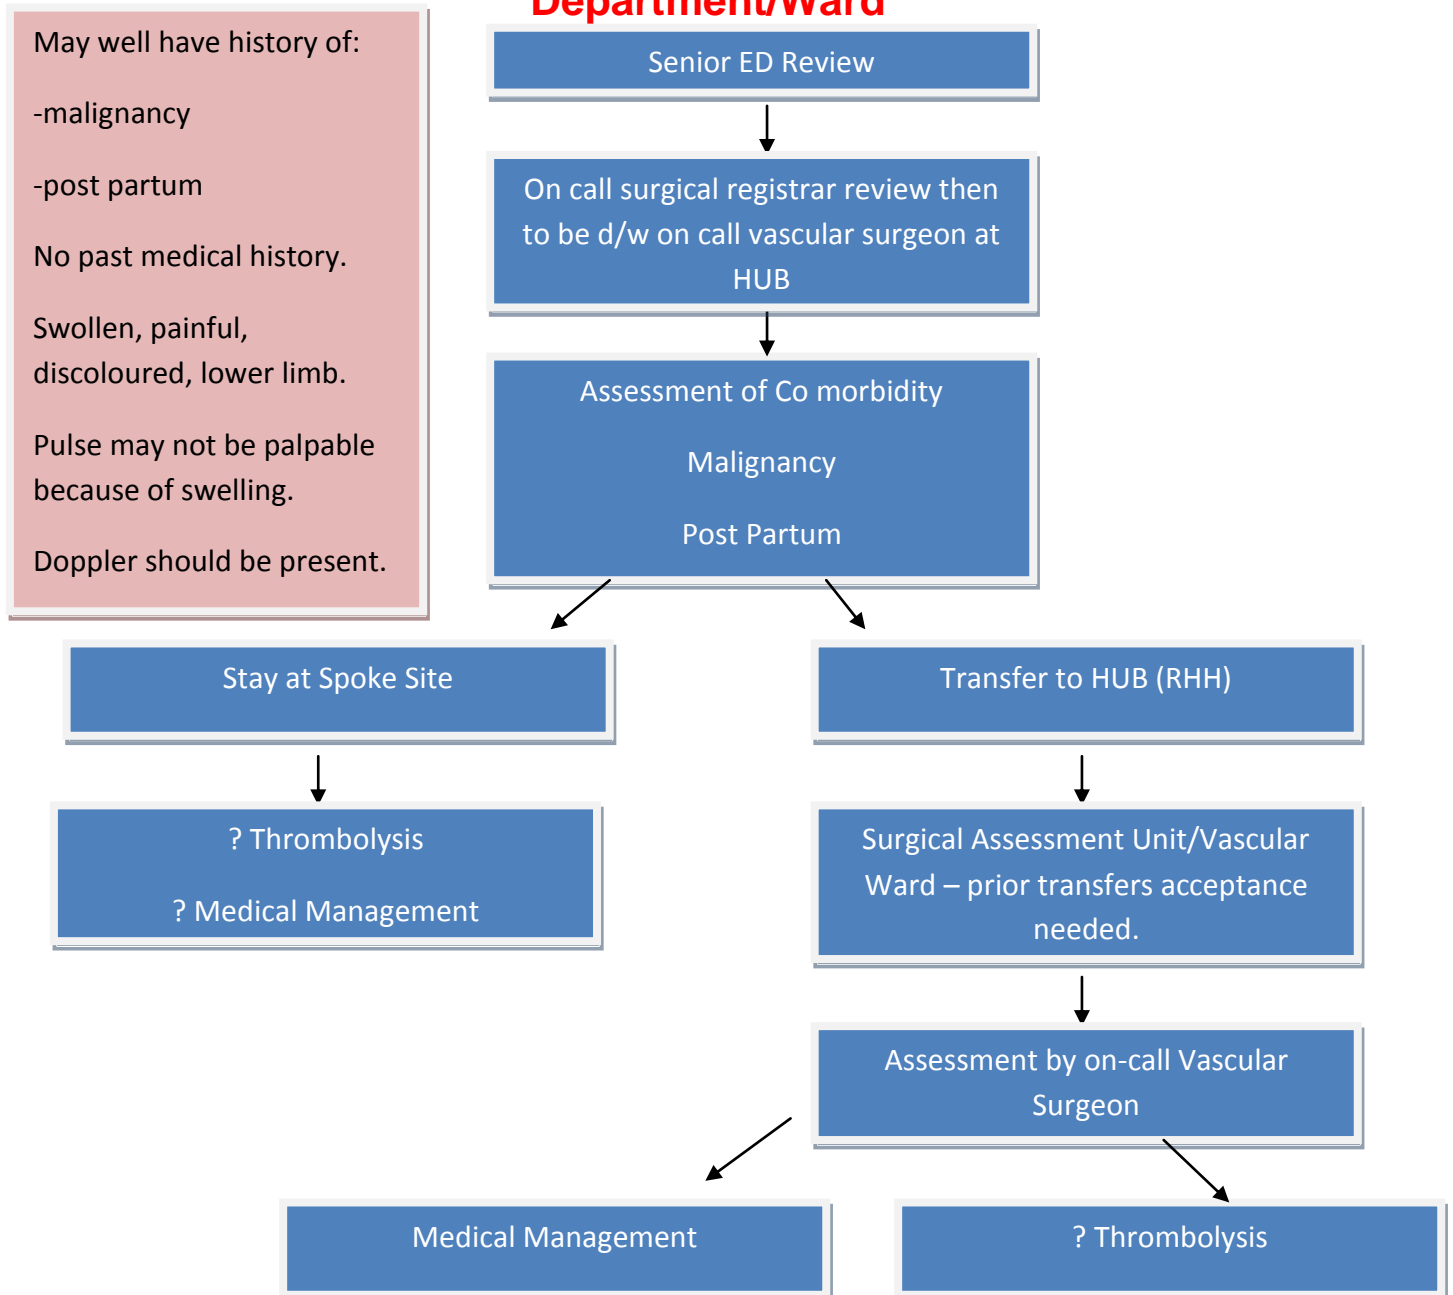 Department/Ward
May well have history of:
-malignancy
-post partum
No past medical history.
Swollen, painful,
discoloured, lower limb.
Pulse may not be palpable
because of swelling.
Doppler should be present.
Senior ED Review
On call surgical registrar review then
to be d/w on call vascular surgeon at
HUB
Assessment of Co morbidity
Malignancy
Post Partum
Stay at Spoke Site
Transfer to HUB (RHH)
? Thrombolysis
? Medical Management
Surgical Assessment Unit/Vascular
Ward – prior transfers acceptance
needed.
Assessment by on-call Vascular
Surgeon
Medical Management
? Thrombolysis